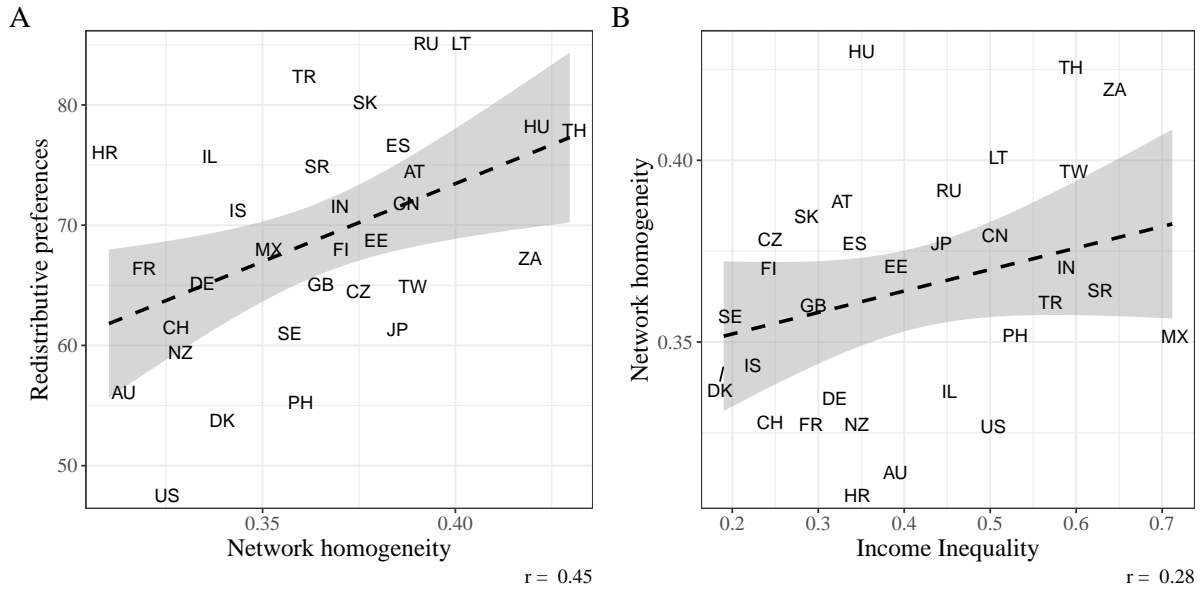 A
Redistributive preferences
80
70
60
50
RU LT
TR
SK
HU TH
HR
IL
SR
ES
AT
IS
IN
CN
MX
FI
EE
FR
DE
GB
CZ
TW
ZA
CH
NZ
SE
JP
AU
DK
PH
US
0.35
0.40
Network homogeneity
r = 0.45
B
Network homogeneity
0.40
0.35
HU
TH
ZA
LT
TW
RU
AT
SK
CZ
ES
JP
CN
FI
EE
IN
SR
TR
SE
GB
PH
MX
IS
DK
DE
IL
CH
FR
NZ
US
AU
HR
0.2
0.3
0.4
0.5
0.6
0.7
Income Inequality
r = 0.28